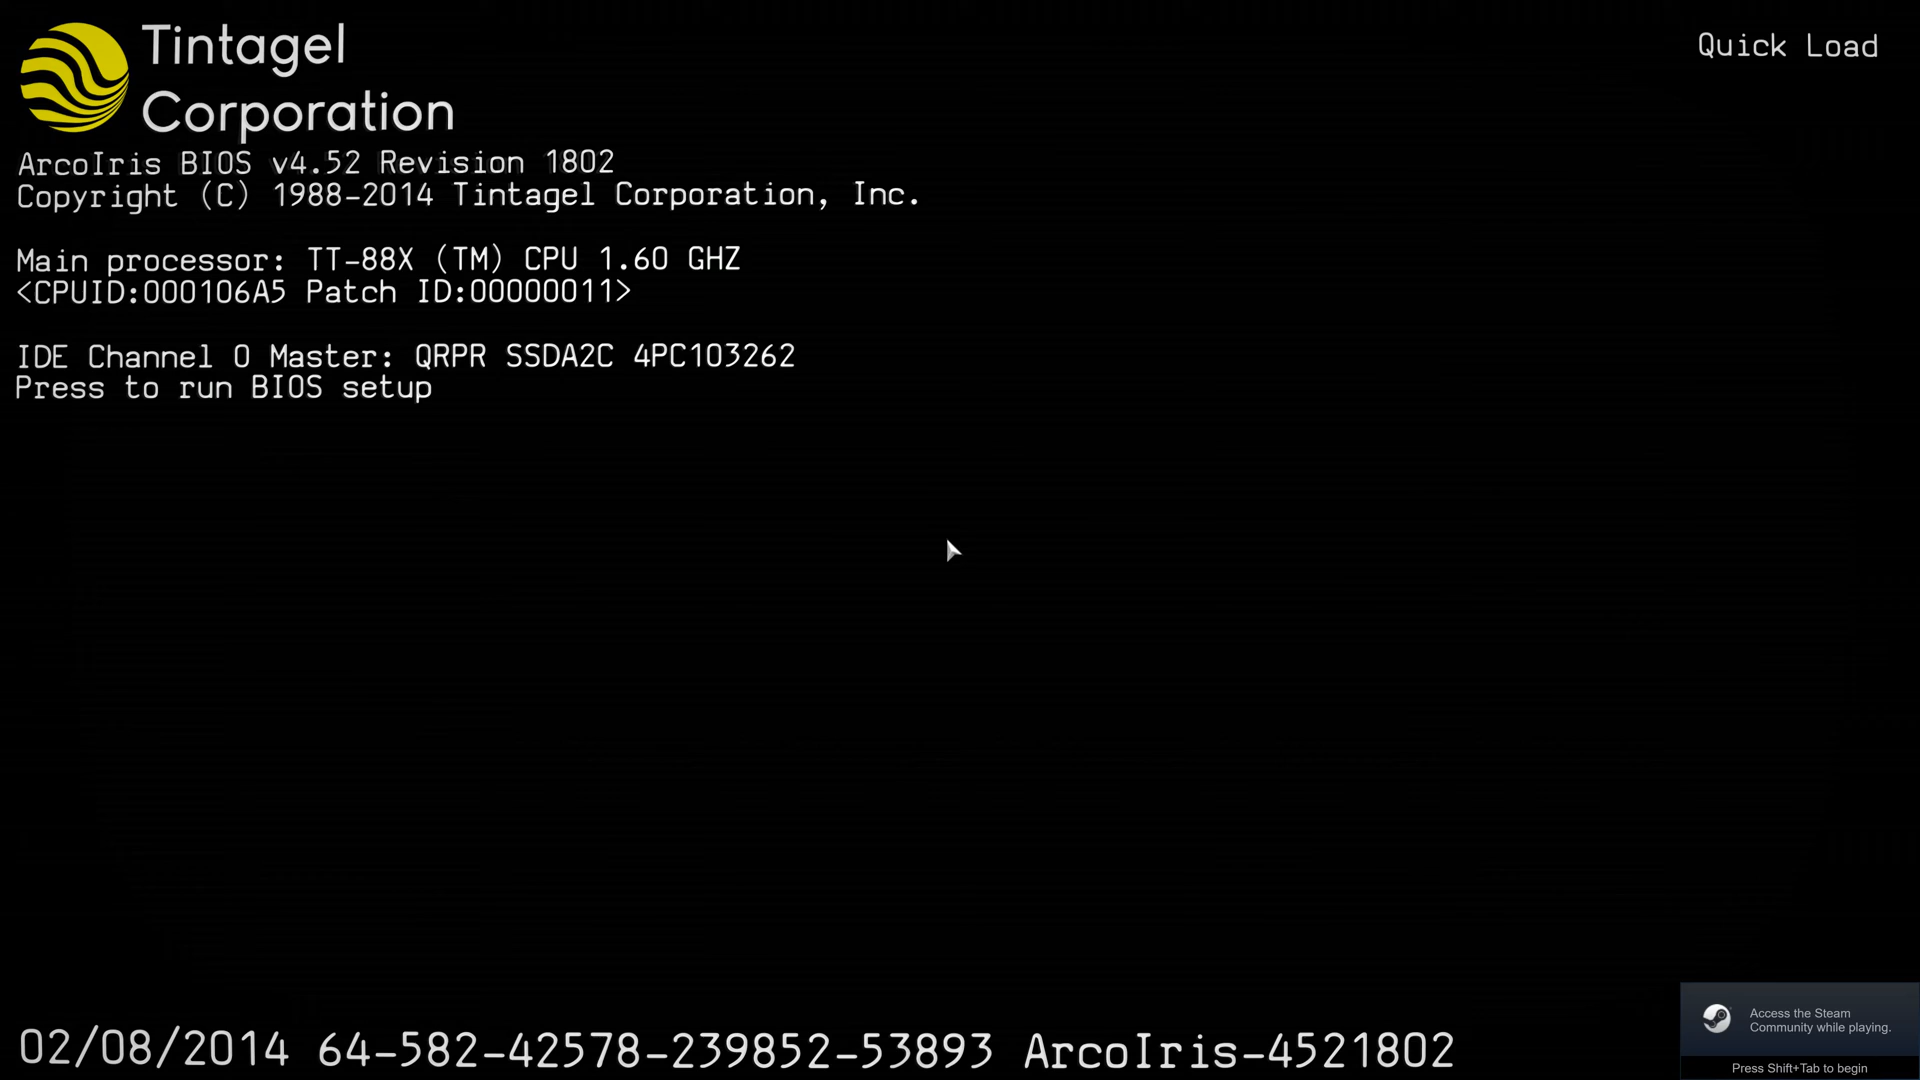 Tintagel
Corporation
Quick Load
ArcoIris BIOS v4.52 Revision 1802
Copyright (C) 1988-2014 Tintagel Corporation, Inc.
Main processor: TT-88X (TM) CPU 1.60 GHZ
<CPUID:000106A5 Patch ID:00000011>
IDE Channel 0 Master: QRPR SSDA2C 4PC103262
Press to run BIOS setup
02/08/2014 64-582-42578-239852-53893 ArcoIris-4521802
Access the Steam
Community while playing.
Press Shift+Tab to begin